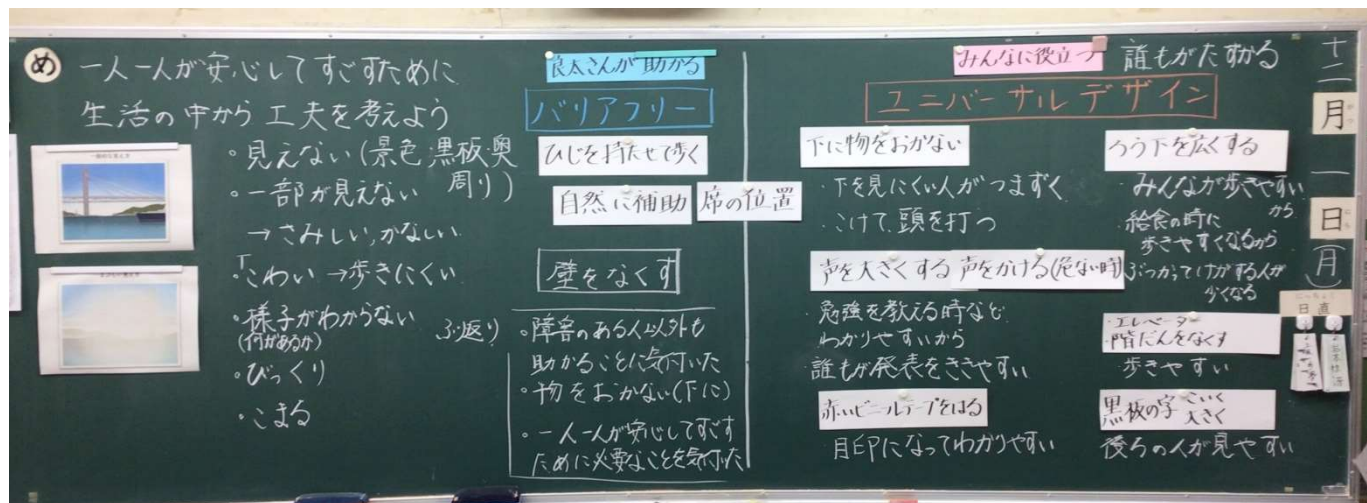 め 一人一人が安心してすごすために
生活の中から工夫を考えよう
・見えない(景色・黒板・奥
周り)
・一部が見えない
→さみしい、かなしい
・こわい→歩きにくい
・様子がわからない
(何があるか)
・びっくり
・こまる
良太さんが助かる
バリアフリー
ひじを持たせて歩く
自然に補助
席の位置
壁をなくす
ふり返り
・障害のある人以外も
助かることに気付いた
・物をおかない(下に)
・一人一人が安心してすごす
ために必要なことを気付いた
みんなに役立つ
誰もがたすかる
ユニバーサルデザイン
下に物をおかない
・下を見にくい人がつまずく
・こけて、頭を打つ
声を大きくする 声をかける(危ない時)
・勉強を教える時など
わかりやすいから
・誰もが発表をききやすい
赤いビニールテープをはる
目印になってわかりやすい
ろう下を広くする
・みんなが歩きやすい
から
・給食の時に
歩きやすくなるから
・ぶつかってけがする人が
少なくなる
・エレベーター
・階だんをなくす
・歩きやすい
黒板の字 こいく
大きく
後ろの人が見やすい
十二月一日(月)
日直